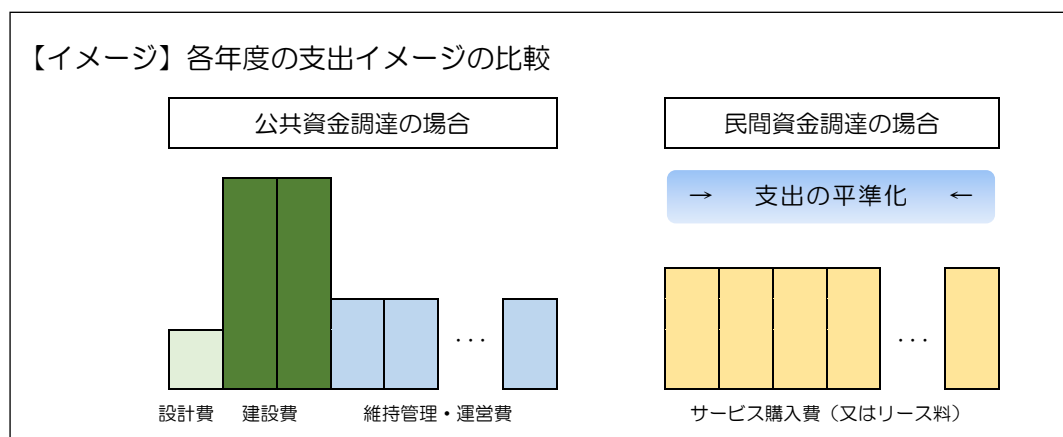 【イメージ】各年度の支出イメージの比較
公共資金調達の場合
民間資金調達の場合
→ 支出の平準化 ←
･･･
･･･
設計費 建設費 維持管理・運営費
サービス購入費（又はリース料）